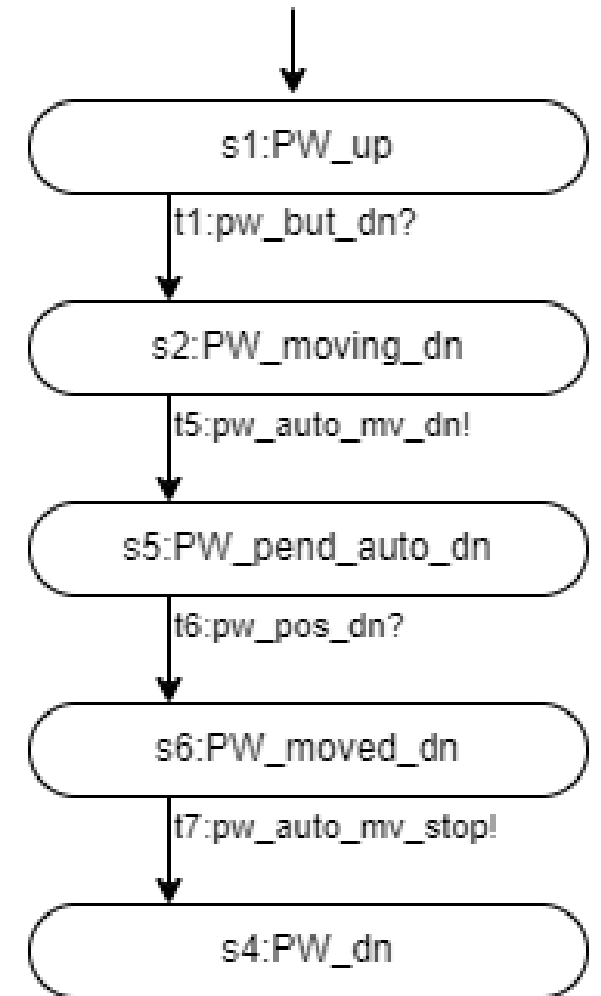 s1:PW_up
t1:pw_but_dn?
s2:PW_moving_dn
t5:pw_auto_mv_dn!
s5:PW_pend_auto_dn
t6:pw_pos_dn?
s6:PW_moved_dn
t7:pw_auto_mv_stop!
s4:PW_dn